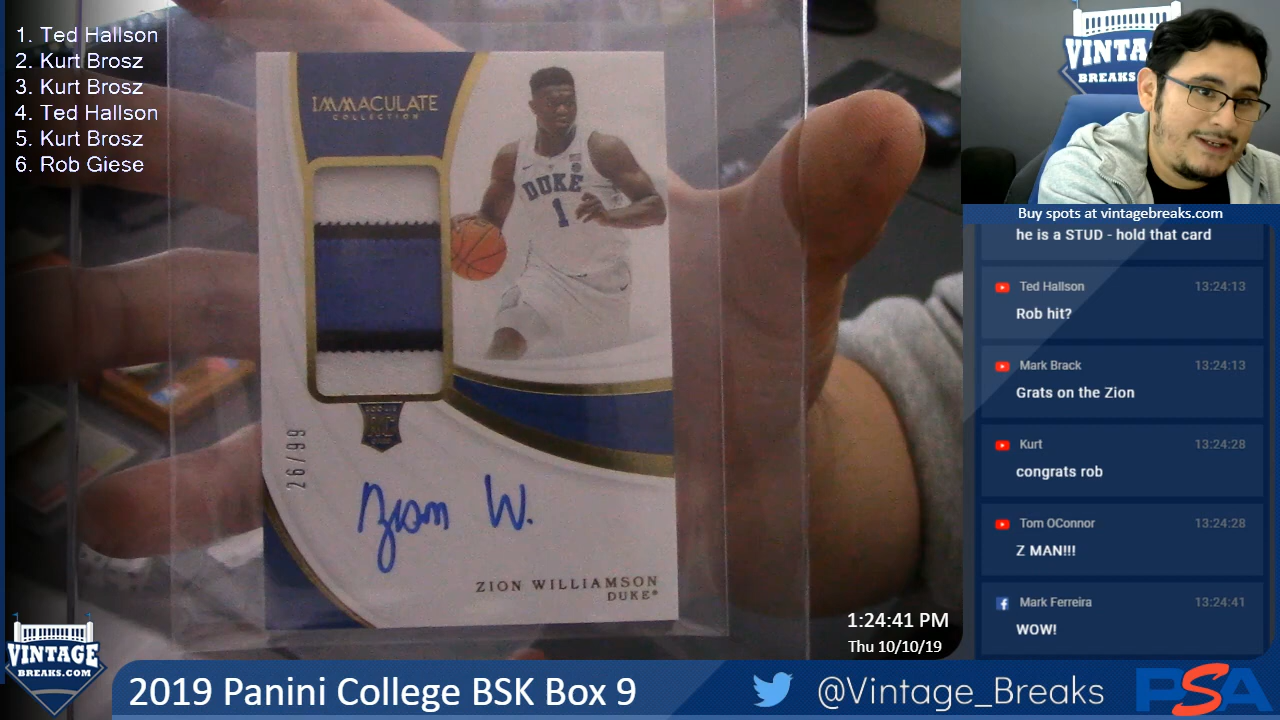 1. Ted Hallson
2. Kurt Brosz
3. Kurt Brosz
4. Ted Hallson
5. Kurt Brosz
6. Rob Giese
IMMACULATE
COLLECTION
DUKE
1
RC
26/99
Zion W.
ZION WILLIAMSON
DUKE®
VINTAGE
BREAKS.COM
1:24:41 PM
Thu 10/10/19
2019 Panini College BSK Box 9
@Vintage_Breaks
PSA
VINTA
BREAKS
Buy spots at vintagebreaks.com
he is a STUD - hold that card
Ted Hallson 13:24:13
Rob hit?
Mark Brack 13:24:13
Grats on the Zion
Kurt 13:24:28
congrats rob
Tom OConnor 13:24:28
Z MAN!!!
Mark Ferreira 13:24:41
WOW!